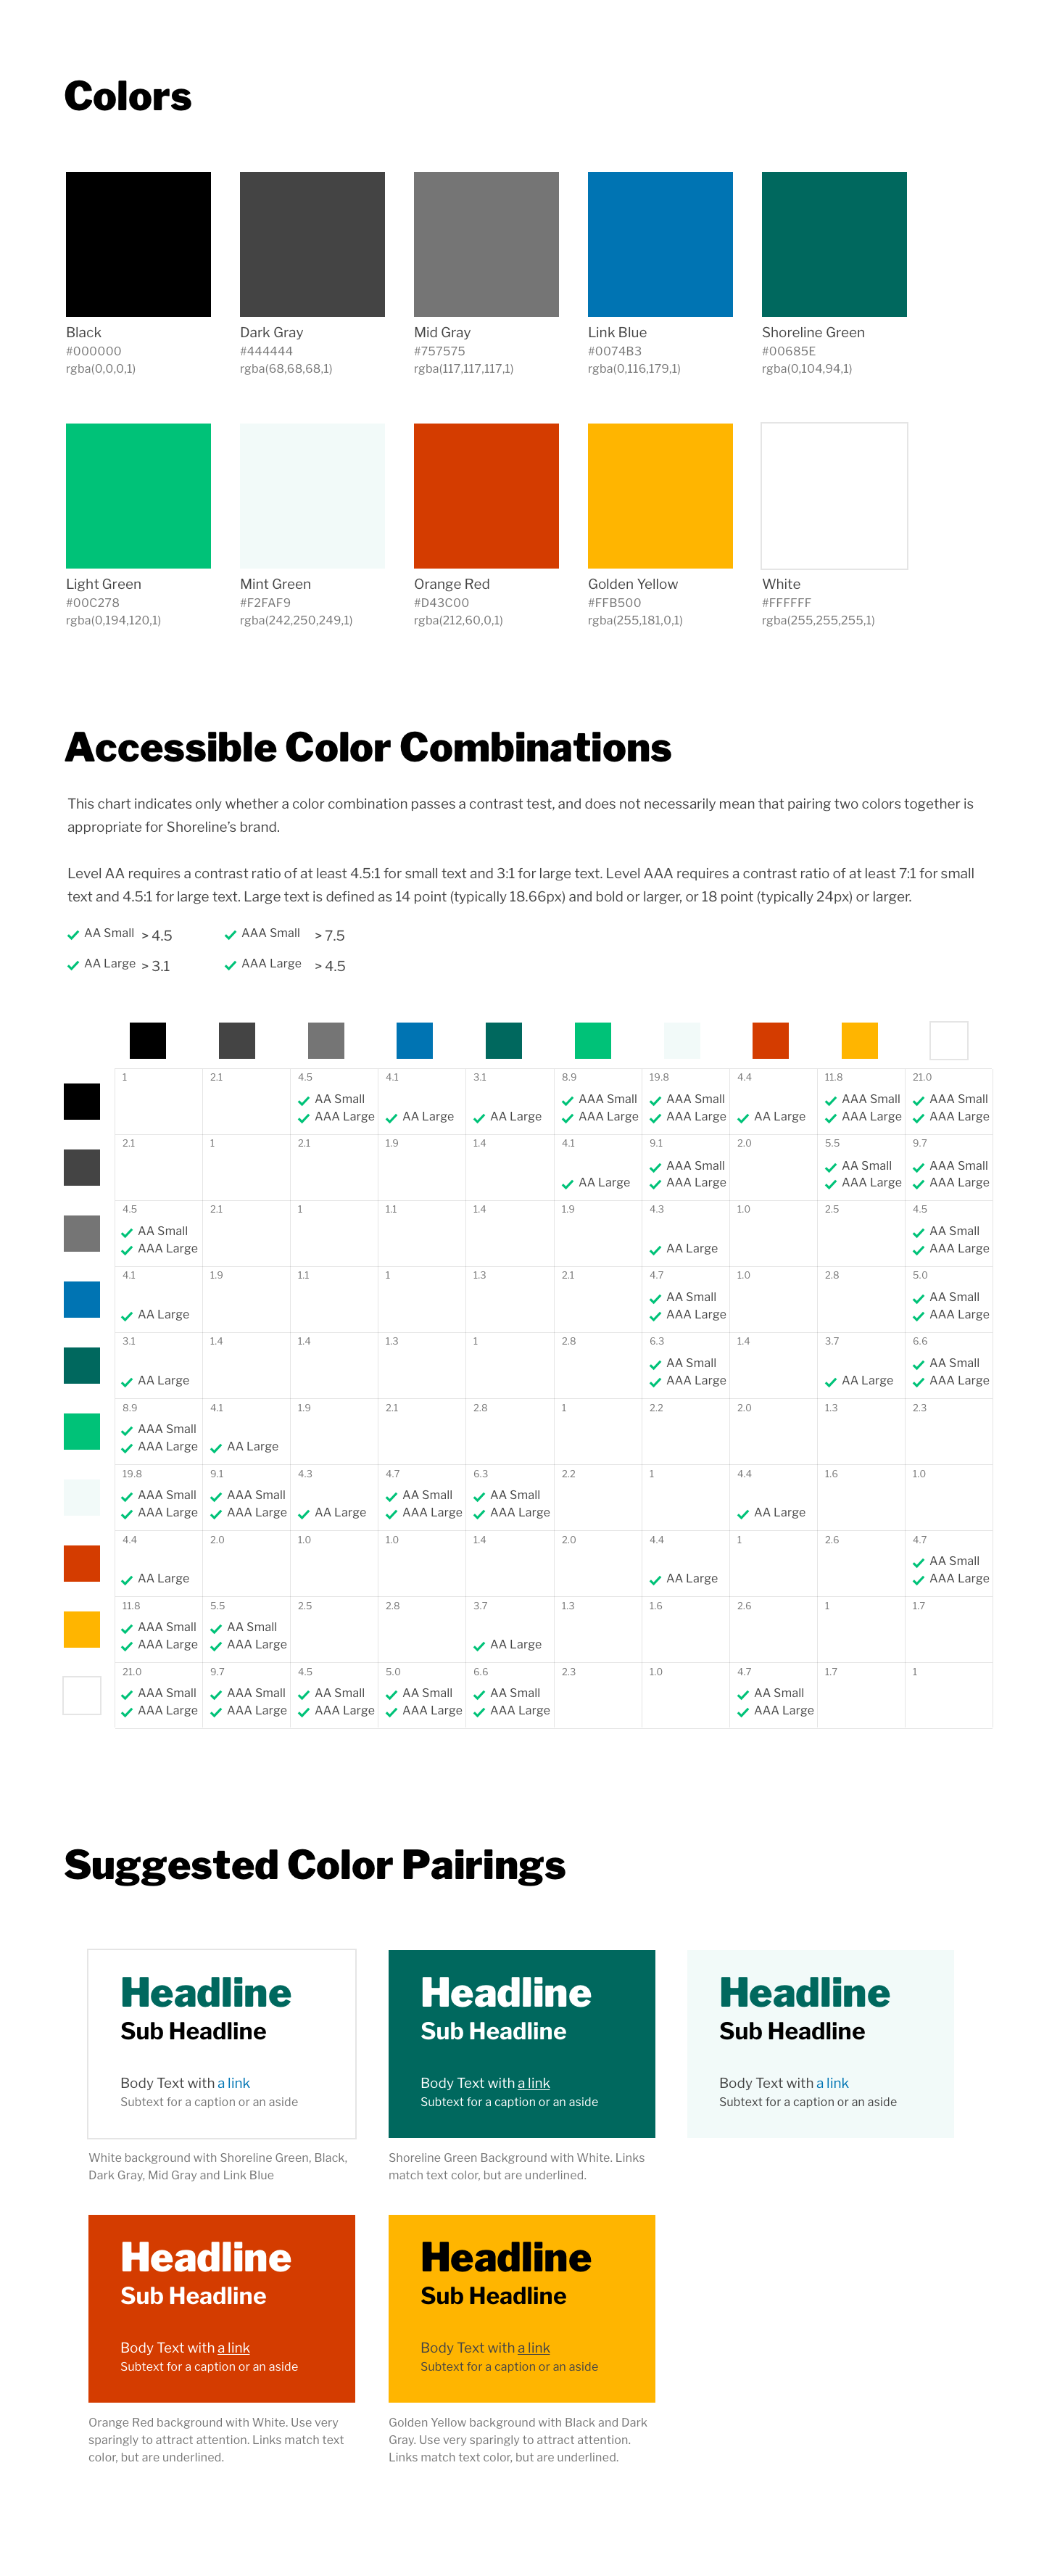 Colors
Black
#000000
rgba(0,0,0,1)
Dark Gray
#444444
rgba(68,68,68,1)
Mid Gray
#757575
rgba(117,117,117,1)
Link Blue
#0074B3
rgba(0,116,179,1)
Shoreline Green
#00685E
rgba(0,104,94,1)
Light Green
#00C278
rgba(0,194,120,1)
Mint Green
#F2FAF9
rgba(242,250,249,1)
Orange Red
#D43C00
rgba(212,60,0,1)
Golden Yellow
#FFB500
rgba(255,181,0,1)
White
#FFFFFF
rgba(255,255,255,1)
Accessible Color Combinations
This chart indicates only whether a color combination passes a contrast test, and does not necessarily mean that pairing two colors together is
appropriate for Shoreline’s brand.
Level AA requires a contrast ratio of at least 4.5:1 for small text and 3:1 for large text. Level AAA requires a contrast ratio of at least 7:1 for small
text and 4.5:1 for large text. Large text is defined as 14 point (typically 18.66px) and bold or larger, or 18 point (typically 24px) or larger.
AA Small > 4.5 AAA Small > 7.5
AA Large > 3.1 AAA Large > 4.5
1 2.1 4.5 4.1 3.1 8.9 19.8 4.4 11.8 21.0
AA Small AAA Small AAA Small AAA Small AAA Small
AAA Large AA Large AA Large AAA Large AAA Large AA Large AAA Large AAA Large
2.1 1 2.1 1.9 1.4 4.1 9.1 2.0 5.5 9.7
AAA Small AA Small AAA Small
AA Large AAA Large AAA Large AAA Large
4.5 2.1 1 1.1 1.4 1.9 4.3 1.0 2.5 4.5
AA Small AA Small
AAA Large AA Large AAA Large
4.1 1.9 1.1 1 1.3 2.1 4.7 1.0 2.8 5.0
AA Small AA Small
AA Large AAA Large AAA Large
3.1 1.4 1.4 1.3 1 2.8 6.3 1.4 3.7 6.6
AA Small AA Small
AA Large AAA Large AA Large AAA Large
8.9 4.1 1.9 2.1 2.8 1 2.2 2.0 1.3 2.3
AAA Small
AAA Large AA Large
19.8 9.1 4.3 4.7 6.3 2.2 1 4.4 1.6 1.0
AAA Small AAA Small AA Small AA Small
AAA Large AAA Large AA Large AAA Large AAA Large AA Large
4.4 2.0 1.0 1.0 1.4 2.0 4.4 1 2.6 4.7
AA Small
AA Large AA Large AAA Large
11.8 5.5 2.5 2.8 3.7 1.3 1.6 2.6 1 1.7
AAA Small AA Small
AAA Large AAA Large AA Large
21.0 9.7 4.5 5.0 6.6 2.3 1.0 4.7 1.7 1
AAA Small AAA Small AA Small AA Small AA Small AA Small
AAA Large AAA Large AAA Large AAA Large AAA Large AAA Large
Suggested Color Pairings
Headline
Sub Headline
Body Text with a link
Subtext for a caption or an aside
White background with Shoreline Green, Black,
Dark Gray, Mid Gray and Link Blue
Headline
Sub Headline
Body Text with a link
Subtext for a caption or an aside
Shoreline Green Background with White. Links
match text color, but are underlined.
Headline
Sub Headline
Body Text with a link
Subtext for a caption or an aside
Headline
Sub Headline
Body Text with a link
Subtext for a caption or an aside
Orange Red background with White. Use very
sparingly to attract attention. Links match text
color, but are underlined.
Headline
Sub Headline
Body Text with a link
Subtext for a caption or an aside
Golden Yellow background with Black and Dark
Gray. Use very sparingly to attract attention.
Links match text color, but are underlined.